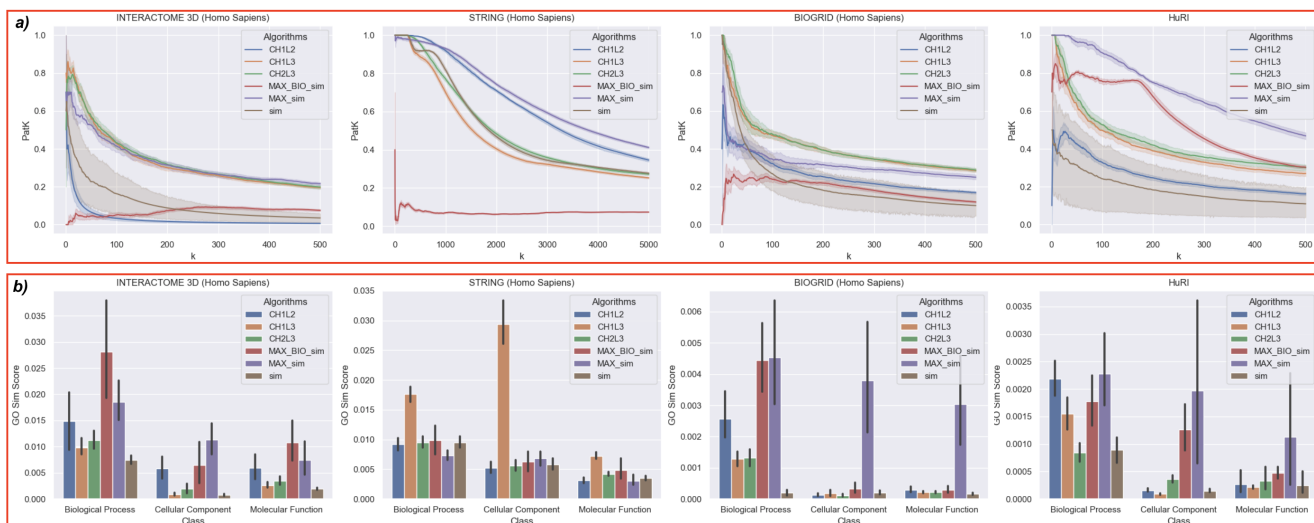 a)
INTERACTOME 3D (Homo Sapiens)
1.0
0.8
0.6
0.4
0.2
0.0
PatK
0
100
200
300
400
500
k
Algorithms
CH1L2
CH1L3
CH2L3
MAX_BIO_sim
MAX_sim
sim
STRING (Homo Sapiens)
1.0
0.8
0.6
0.4
0.2
0.0
PatK
0
1000
2000
3000
4000
5000
k
Algorithms
CH1L2
CH1L3
CH2L3
MAX_BIO_sim
MAX_sim
sim
BIOGRID (Homo Sapiens)
1.0
0.8
0.6
0.4
0.2
0.0
PatK
0
100
200
300
400
500
k
Algorithms
CH1L2
CH1L3
CH2L3
MAX_BIO_sim
MAX_sim
sim
HuRI
1.0
0.8
0.6
0.4
0.2
0.0
PatK
0
100
200
300
400
500
k
Algorithms
CH1L2
CH1L3
CH2L3
MAX_BIO_sim
MAX_sim
sim
b)
INTERACTOME 3D (Homo Sapiens)
0.035
0.030
0.025
0.020
0.015
0.010
0.005
0.000
GO Sim Score
Biological Process
Cellular Component
Molecular Function
Class
Algorithms
CH1L2
CH1L3
CH2L3
MAX_BIO_sim
MAX_sim
sim
STRING (Homo Sapiens)
0.035
0.030
0.025
0.020
0.015
0.010
0.005
0.000
GO Sim Score
Biological Process
Cellular Component
Molecular Function
Class
Algorithms
CH1L2
CH1L3
CH2L3
MAX_BIO_sim
MAX_sim
sim
BIOGRID (Homo Sapiens)
0.006
0.005
0.004
0.003
0.002
0.001
0.000
GO Sim Score
Biological Process
Cellular Component
Molecular Function
Class
Algorithms
CH1L2
CH1L3
CH2L3
MAX_BIO_sim
MAX_sim
sim
HuRI
0.0035
0.0030
0.0025
0.0020
0.0015
0.0010
0.0005
0.0000
GO Sim Score
Biological Process
Cellular Component
Molecular Function
Class
Algorithms
CH1L2
CH1L3
CH2L3
MAX_BIO_sim
MAX_sim
sim